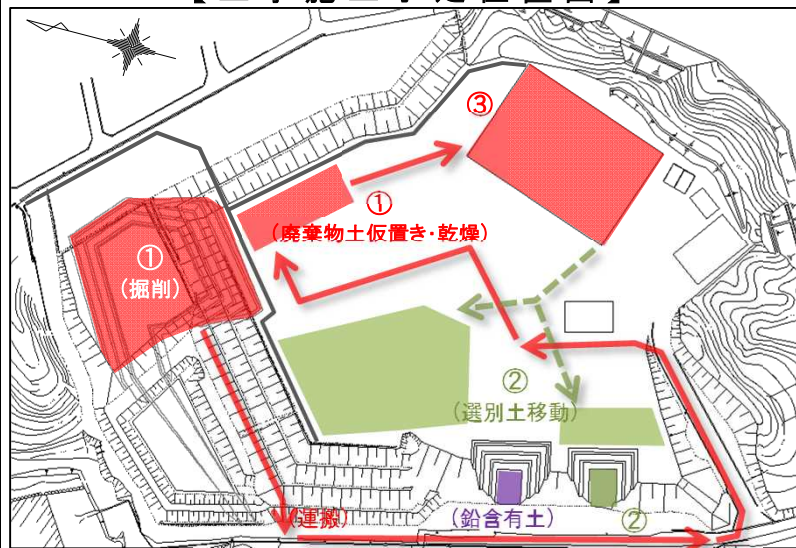 ③
①
(廃棄物土仮置き・乾燥)
①
(掘削)
②
(選別土移動)
(運搬)
(鉛含有土)
②